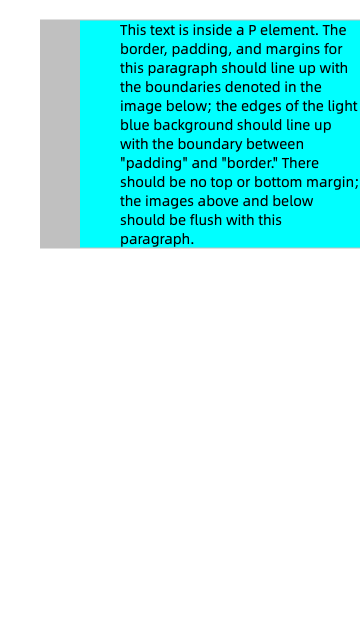 This text is inside a P element. The
border, padding, and margins for
this paragraph should line up with
the boundaries denoted in the
image below; the edges of the light
blue background should line up
with the boundary between
"padding" and "border." There
should be no top or bottom margin;
the images above and below
should be flush with this
paragraph.